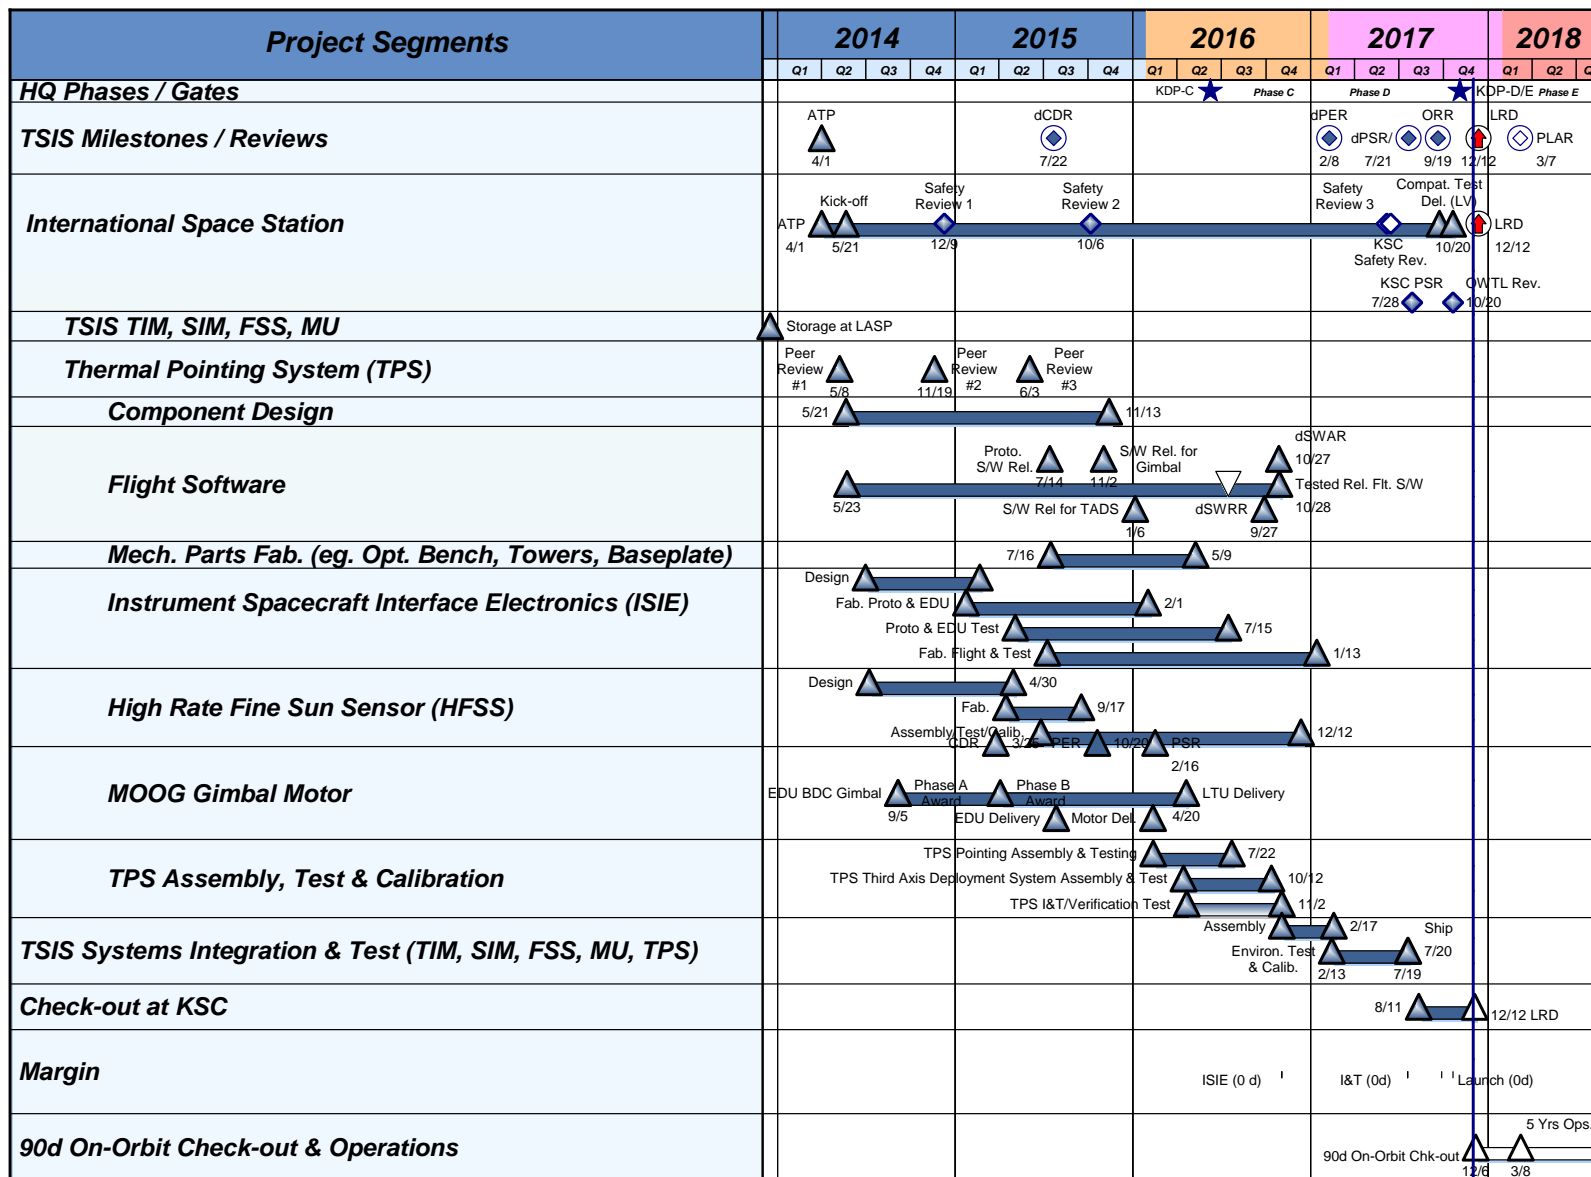 Project Segments
2014
2015
2016
2017
2018
Q1 Q2 Q3 Q4 Q1 Q2 Q3 Q4 Q1 Q2 Q3 Q4 Q1 Q2 Q3 Q4 Q1 Q2
HQ Phases / Gates
KDP-C
Phase C
Phase D
KDP-D/E
Phase E
TSIS Milestones / Reviews
ATP
4/1
dCDR
7/22
dPER
2/8
dPSR/
7/21
ORR
9/19
LRD
12/12
PLAR
3/7
International Space Station
ATP
4/1
Kick-off
5/21
Safety
Review 1
12/9
Safety
Review 2
10/6
Safety
Review 3
KSC
Safety Rev.
Compat. Test
Del. (LV)
10/20
LRD
12/12
KSC PSR
7/28
OWTL Rev.
10/20
TSIS TIM, SIM, FSS, MU
Storage at LASP
Thermal Pointing System (TPS)
Peer
Review
#1
5/8
11/19
Peer
Review
#2
6/3
Peer
Review
#3
Component Design
5/21
11/13
Flight Software
5/23
Proto.
S/W Rel.
7/14
S/W Rel. for
Gimbal
11/2
S/W Rel for TADS
1/6
dSWRR
9/27
dSWAR
10/27
Tested Rel. Flt. S/W
10/28
Mech. Parts Fab. (eg. Opt. Bench, Towers, Baseplate)
7/16
5/9
Instrument Spacecraft Interface Electronics (ISIE)
Design
Fab. Proto & EDU
2/1
Proto & EDU Test
7/15
Fab. Flight & Test
1/13
High Rate Fine Sun Sensor (HFSS)
Design
4/30
Fab.
9/17
Assembly/Test/Calib.
12/12
CDR
3/25
PER
10/20
PSR
2/16
MOOG Gimbal Motor
EDU BDC Gimbal
9/5
Phase A
Award
Phase B
Award
LTU Delivery
EDU Delivery
Motor Del.
4/20
TPS Assembly, Test & Calibration
TPS Pointing Assembly & Testing
7/22
TPS Third Axis Deployment System Assembly & Test
10/12
TPS I&T/Verification Test
11/2
TSIS Systems Integration & Test (TIM, SIM, FSS, MU, TPS)
Assembly
2/17
Environ. Test
& Calib.
2/13
7/19
Ship
7/20
Check-out at KSC
8/11
12/12 LRD
Margin
ISIE (0 d)
I&T (0d)
Launch (0d)
90d On-Orbit Check-out & Operations
90d On-Orbit Chk-out
12/6
3/8
5 Yrs Ops.